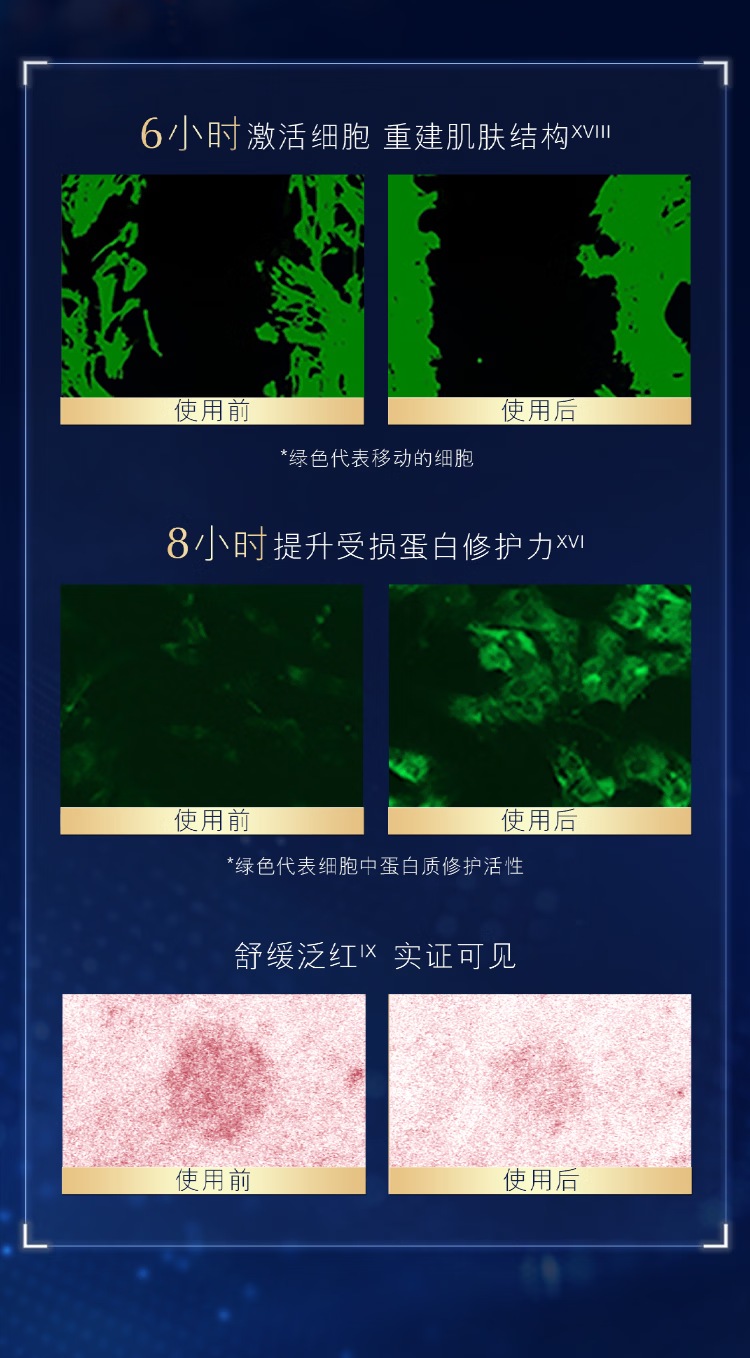 6小时激活细胞 重建肌肤结构XVIII
使用前 使用后
*绿色代表移动的细胞
8小时提升受损蛋白修护力XVI
使用前 使用后
*绿色代表细胞中蛋白质修护活性
舒缓泛红IX 实证可见
使用前 使用后